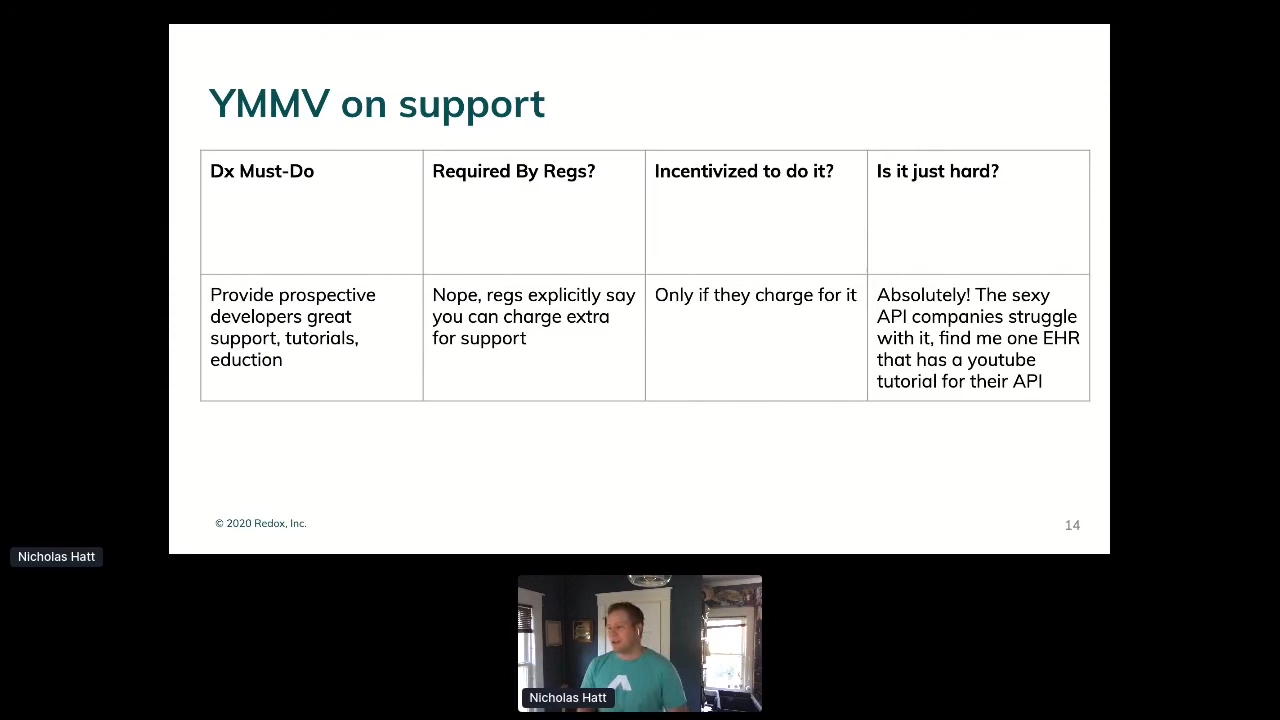 YMMV on support
Dx Must-Do
Required By Regs?
Incentivized to do it?
Is it just hard?
Provide prospective
developers great
support, tutorials,
eduction
Nope, regs explicitly say
you can charge extra
for support
Only if they charge for it
Absolutely! The sexy
API companies struggle
with it, find me one EHR
that has a youtube
tutorial for their API
© 2020 Redox, Inc.
14
Nicholas Hatt
Nicholas Hatt